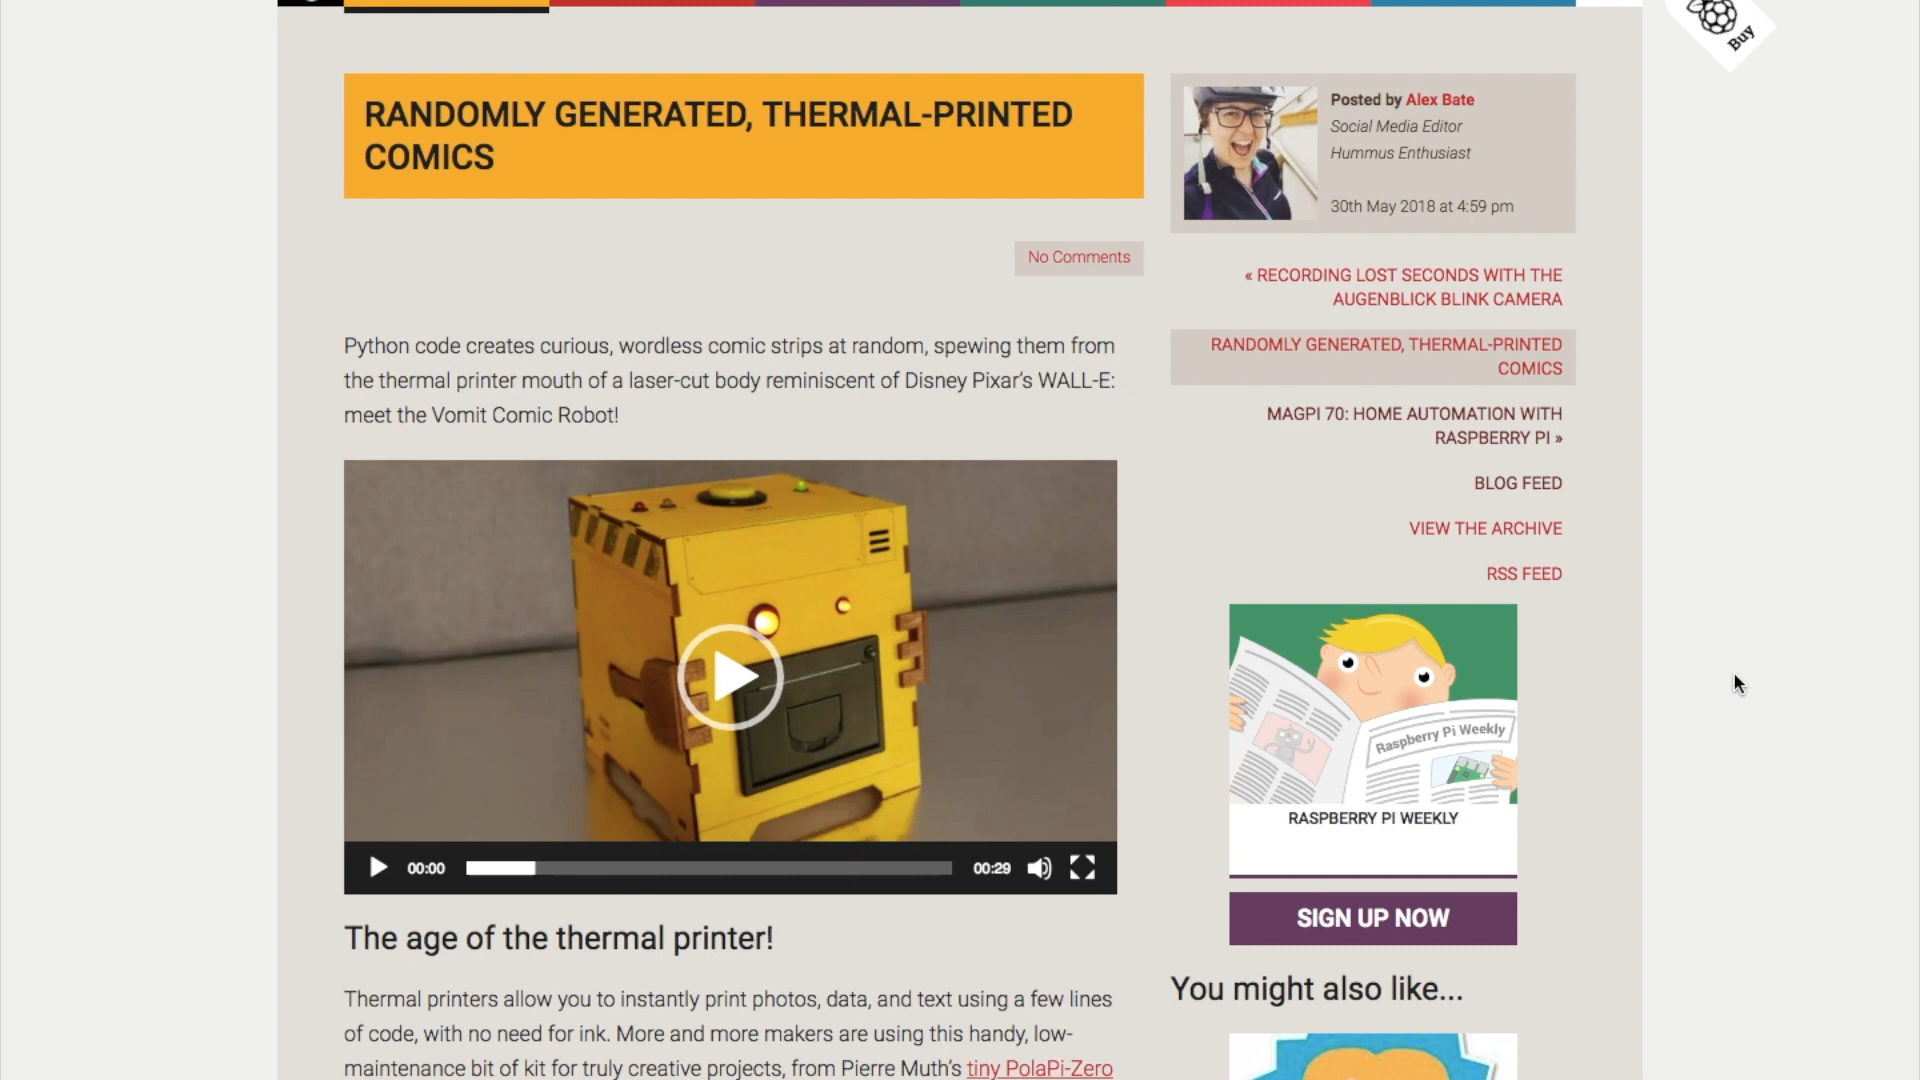 Buy
RANDOMLY GENERATED, THERMAL-PRINTED
COMICS
No Comments
Python code creates curious, wordless comic strips at random, spewing them from
the thermal printer mouth of a laser-cut body reminiscent of Disney Pixar’s WALL-E:
meet the Vomit Comic Robot!
00:00
00:29
The age of the thermal printer!
Thermal printers allow you to instantly print photos, data, and text using a few lines
of code, with no need for ink. More and more makers are using this handy, low-
maintenance bit of kit for truly creative projects, from Pierre Muth’s tiny PolaPi-Zero
Posted by Alex Bate
Social Media Editor
Hummus Enthusiast
30th May 2018 at 4:59 pm
« RECORDING LOST SECONDS WITH THE
AUGENBLICK BLINK CAMERA
RANDOMLY GENERATED, THERMAL-PRINTED
COMICS
MAGPI 70: HOME AUTOMATION WITH
RASPBERRY PI »
BLOG FEED
VIEW THE ARCHIVE
RSS FEED
Raspberry Pi Weekly
RASPBERRY PI WEEKLY
SIGN UP NOW
You might also like...